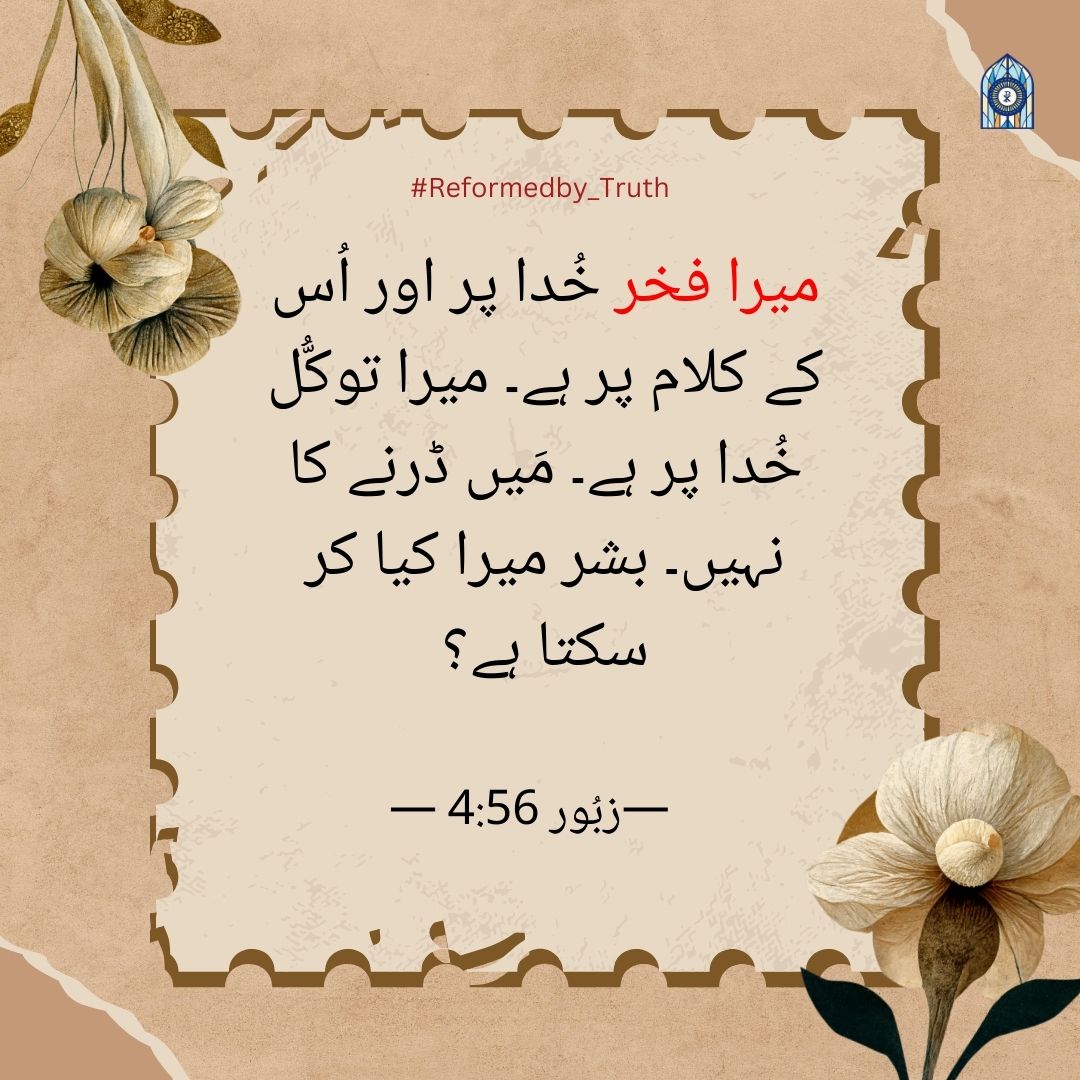 #Reformedby_Truth
میرا فخر خُدا پر اور اُس
کے کلام پر ہے۔ میرا توکُّل
خُدا پر ہے۔ مَیں ڈرنے کا
نہیں۔ بشر میرا کیا کر
سکتا ہے؟
—زبُور 4:56 —